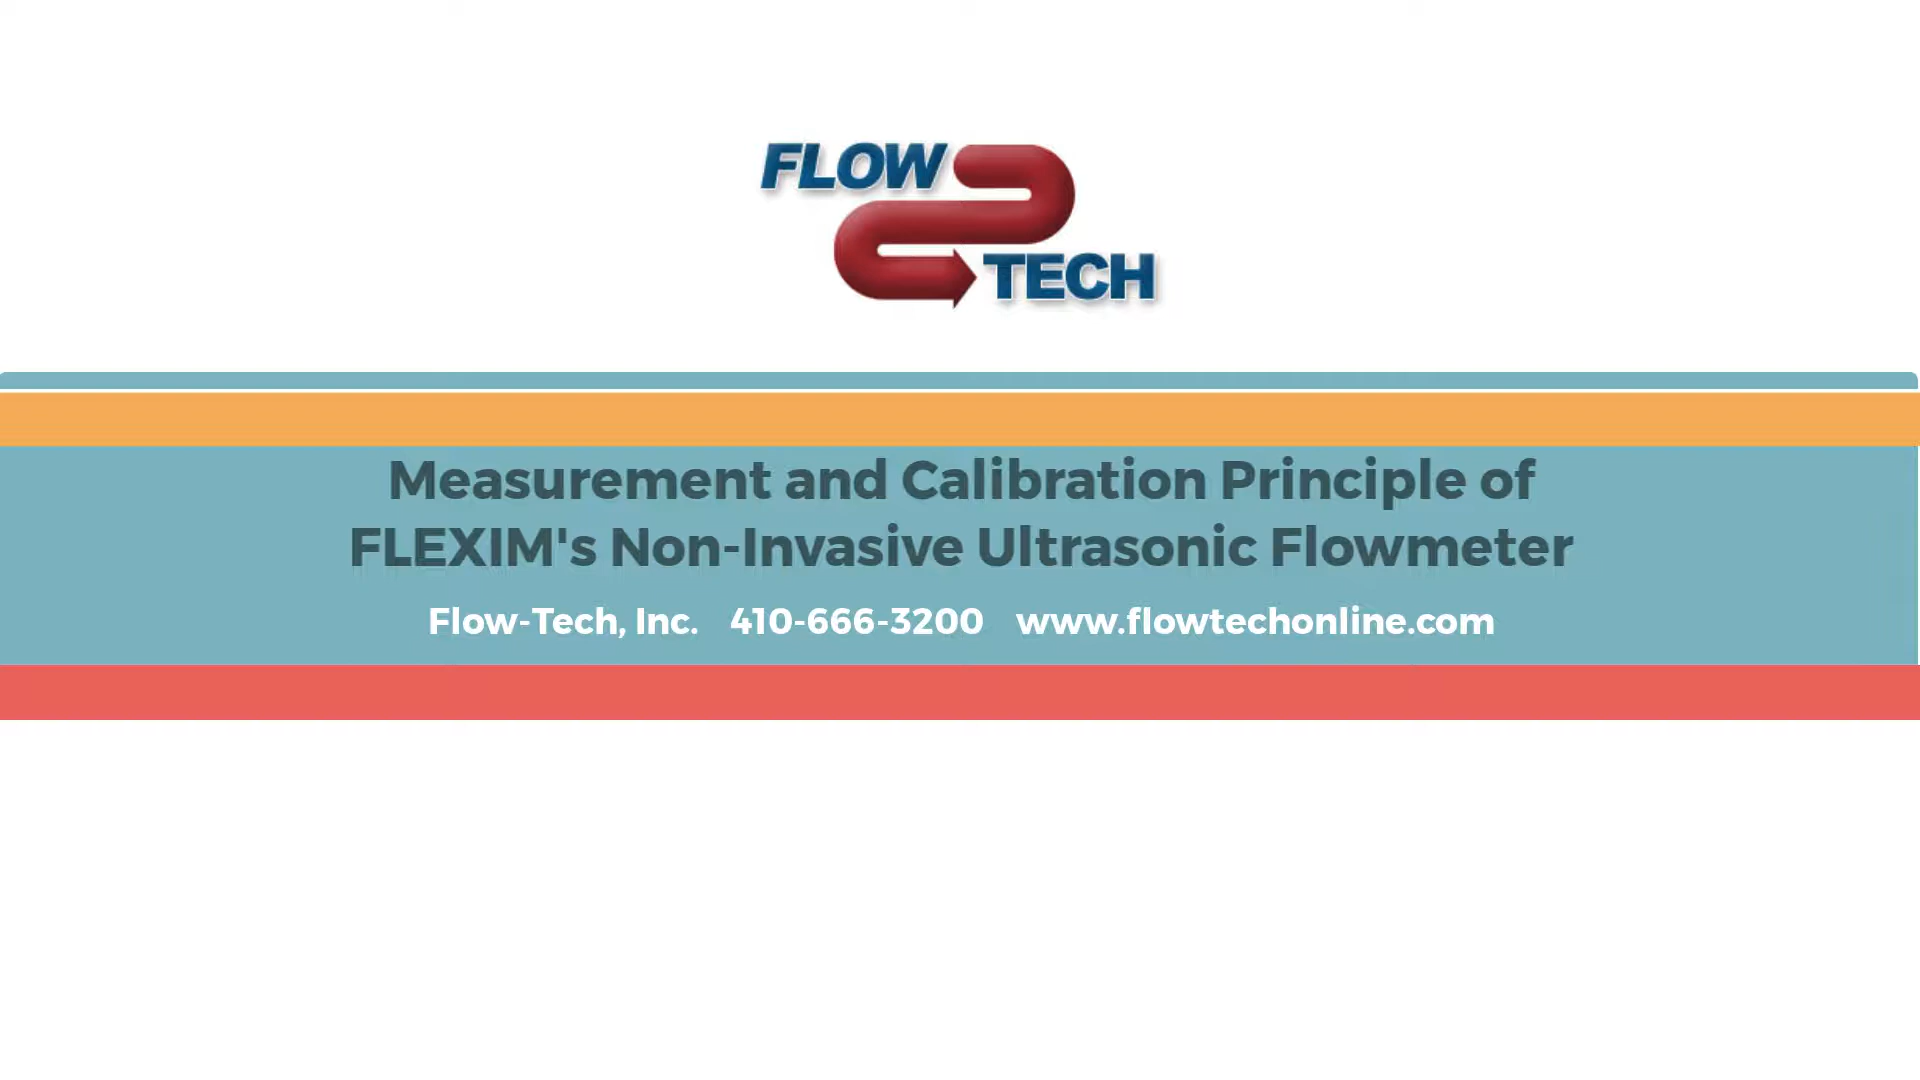 FLOW
TECH
Measurement and Calibration Principle of
FLEXIM's Non-Invasive Ultrasonic Flowmeter
Flow-Tech, Inc. 410-666-3200 www.flowtechonline.com